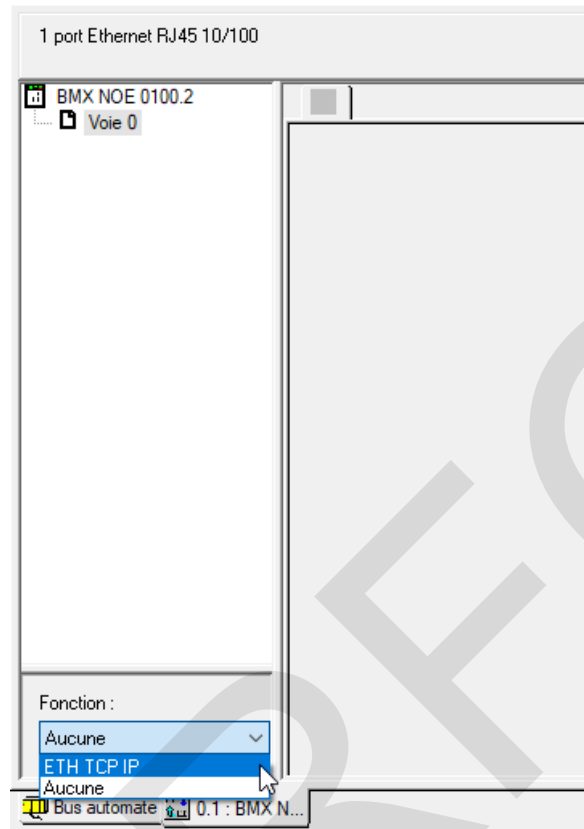 1 port Ethernet RJ45 10/100
BMX NOE 0100.2
Voie 0
Fonction :
Aucune
ETH TCP IP
Aucune
Bus automate
0.1 : BMX N...